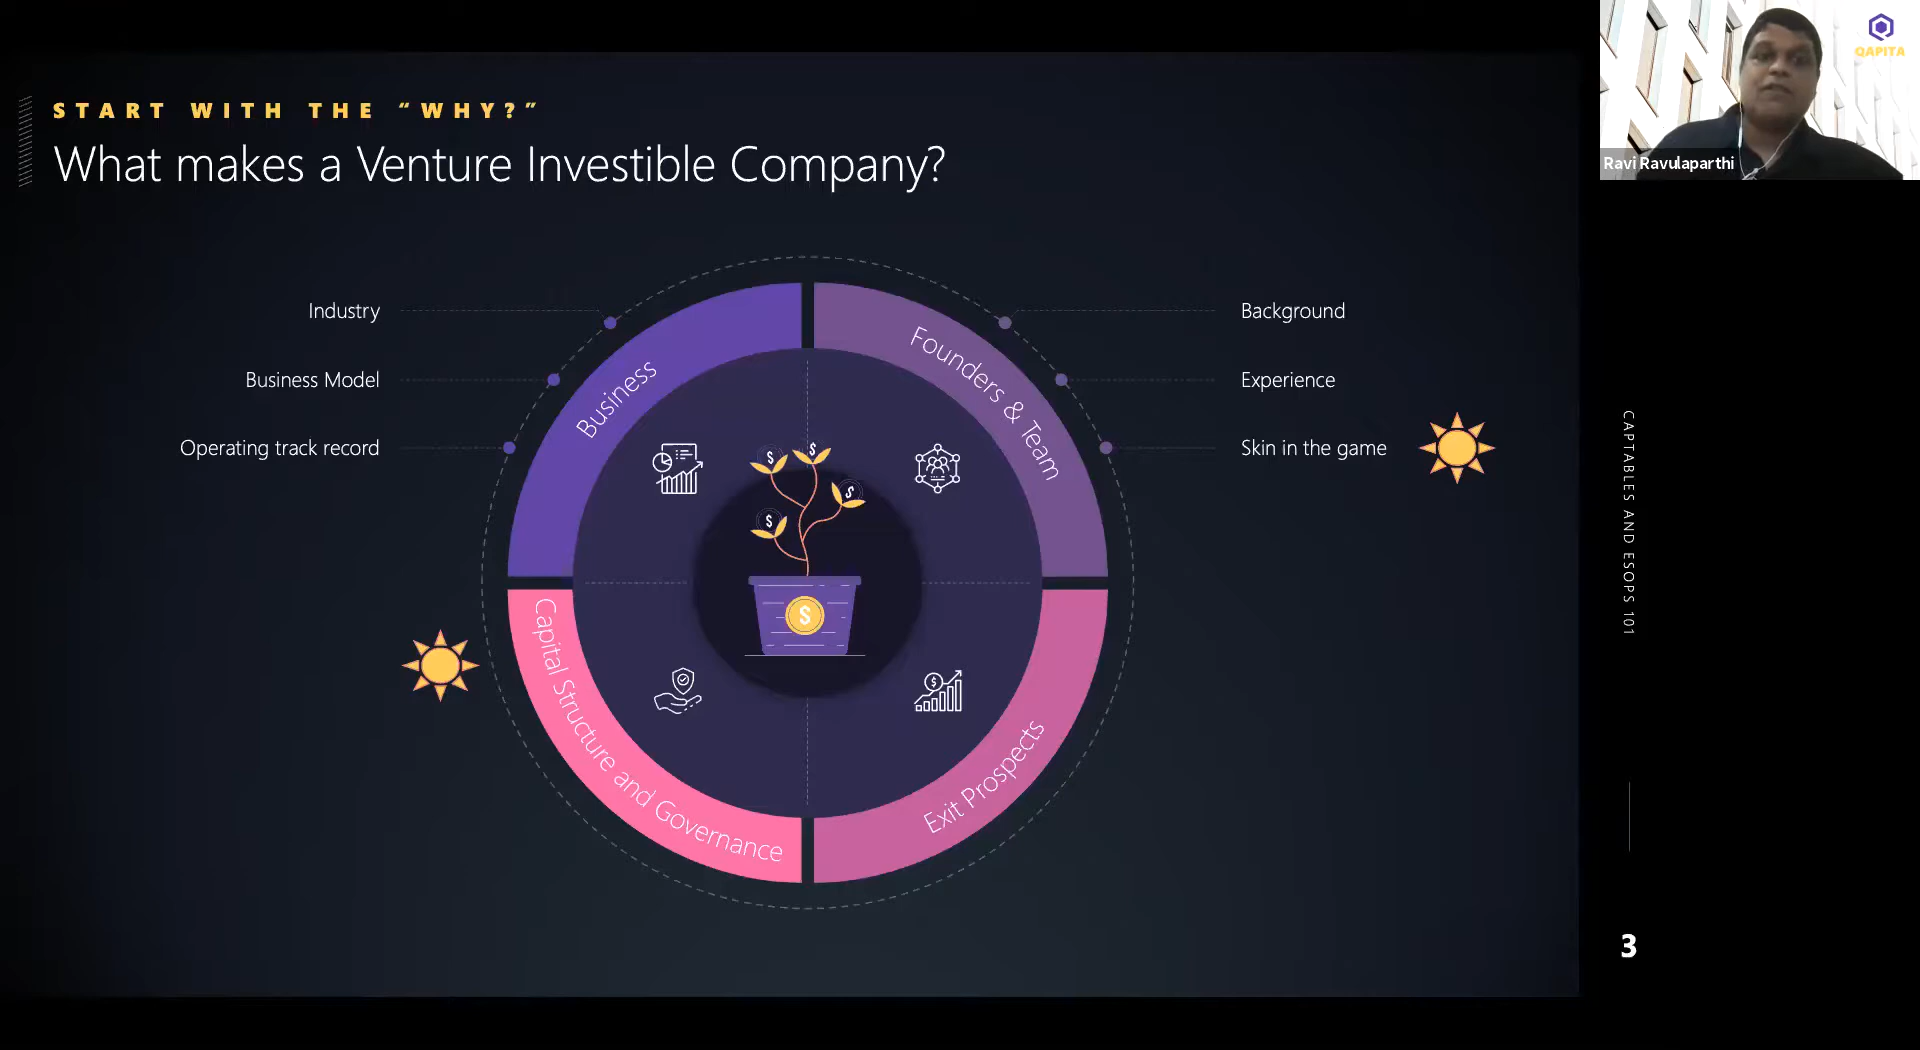 START WITH THE “WHY?”
What makes a Venture Investible Company?
Industry
Business Model
Operating track record
Business
Founders & Team
Background
Experience
Skin in the game
Capital Structure and Governance
Exit Prospects
$
$
$
$
$
$
QAPITA
Ravi Ravulaparthi
CAPTABLES AND ESOPS 101
3